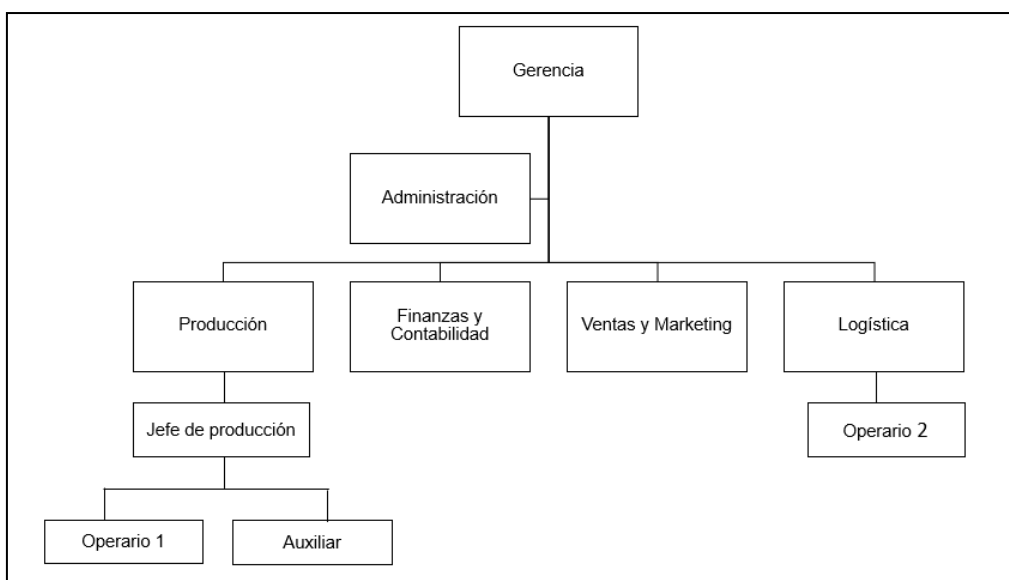 Gerencia
Administración
Producción
Finanzas y
Contabilidad
Ventas y Marketing
Logística
Jefe de producción
Operario 2
Operario 1
Auxiliar